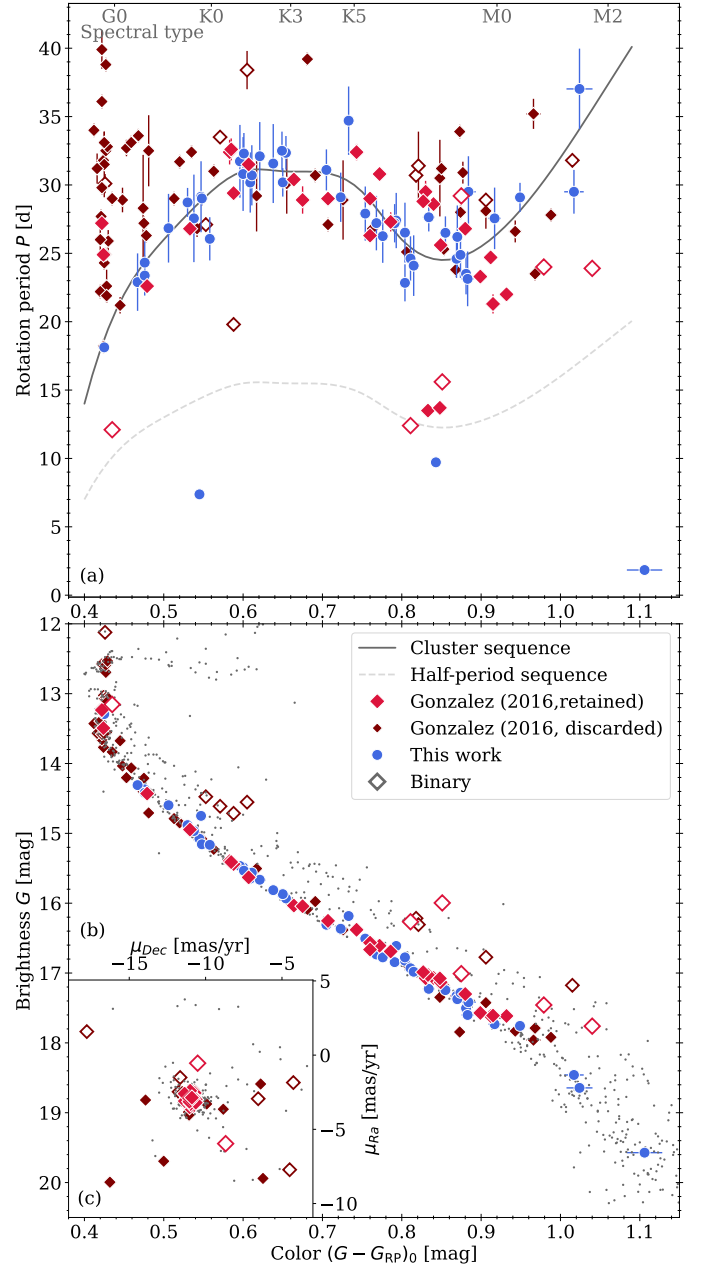 G0 K0 K3 K5 M0 M2
Spectral type
40
35
30
25
20
15
10
5
0
Rotation period P [d]
(a)
0.4 0.5 0.6 0.7 0.8 0.9 1.0 1.1
12
13
14
15
16
17
18
19
20
Brightness G [mag]
Cluster sequence
Half-period sequence
Gonzalez (2016,retained)
Gonzalez (2016, discarded)
This work
Binary
(b)
μDec [mas/yr]
−15 −10 −5
5
0
−5
−10
μRa [mas/yr]
(c)
0.4 0.5 0.6 0.7 0.8 0.9 1.0 1.1
Color (G − GRP)0 [mag]